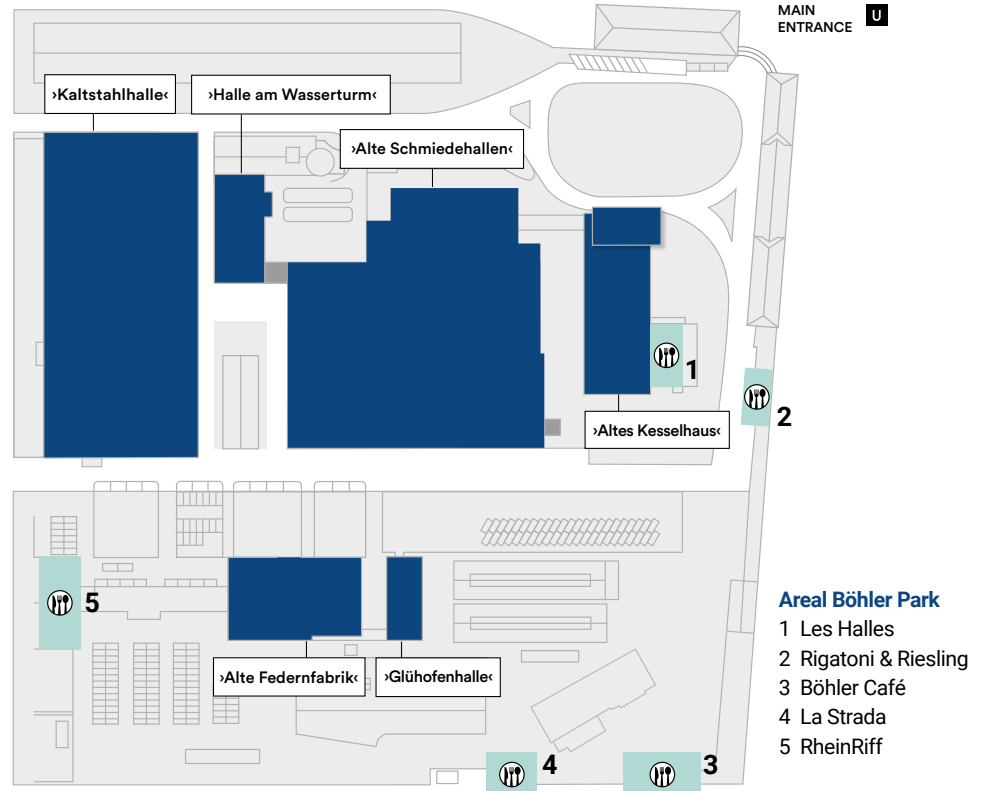 MAIN
ENTRANCE
U
›Kaltstahlhalle‹
›Halle am Wasserturm‹
›Alte Schmiedehallen‹
1
2
›Altes Kesselhaus‹
5
›Alte Federnfabrik‹
›Glühofenhalle‹
4
3
Areal Böhler Park
1 Les Halles
2 Rigatoni & Riesling
3 Böhler Café
4 La Strada
5 RheinRiff